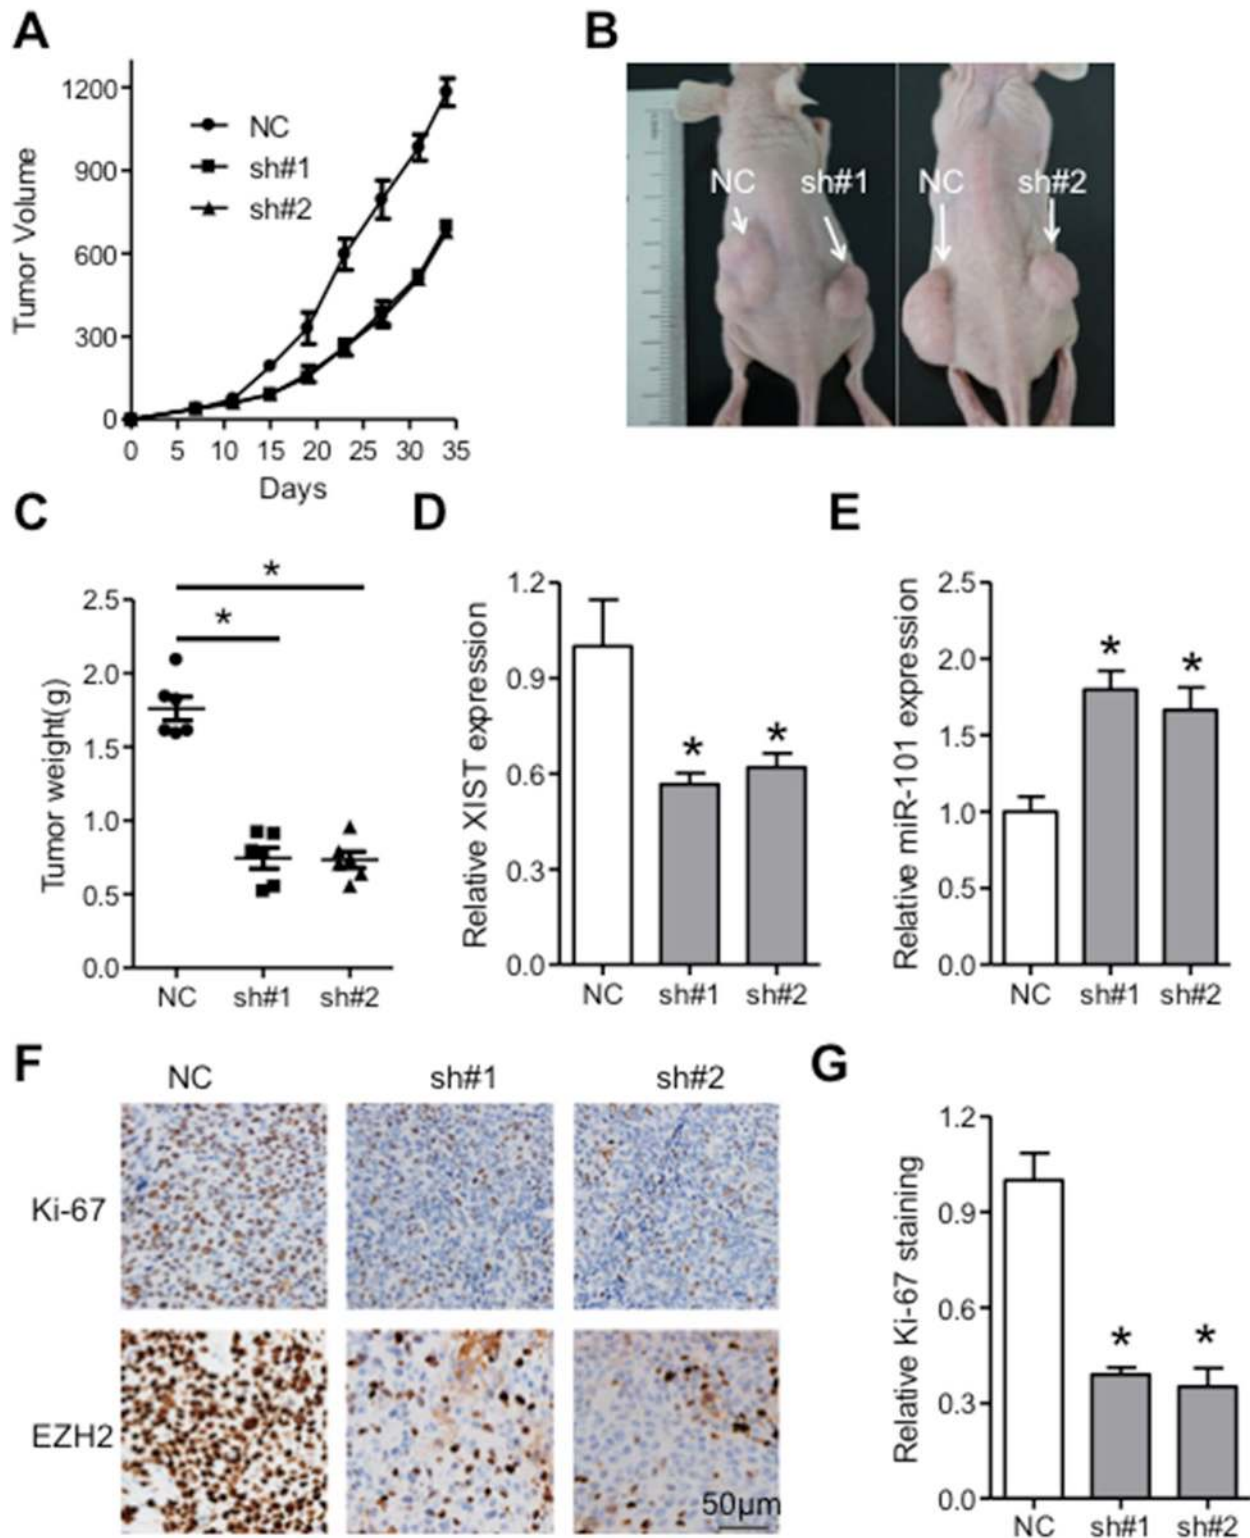 A
Tumor Volume
1200
900
600
300
0
NC
sh#1
sh#2
0 5 10 15 20 25 30 35
Days
B
NC sh#1 NC sh#2
C
Tumor weight(g)
*
*
2.5
2.0
1.5
1.0
0.5
0.0
NC sh#1 sh#2
D
Relative XIST expression
1.2
0.9
0.6
0.3
0.0
* *
NC sh#1 sh#2
E
Relative miR-101 expression
2.5
2.0
1.5
1.0
0.5
0.0
* *
NC sh#1 sh#2
F
NC sh#1 sh#2
Ki-67
EZH2
50μm
G
Relative Ki-67 staining
1.2
0.9
0.6
0.3
0.0
* *
NC sh#1 sh#2